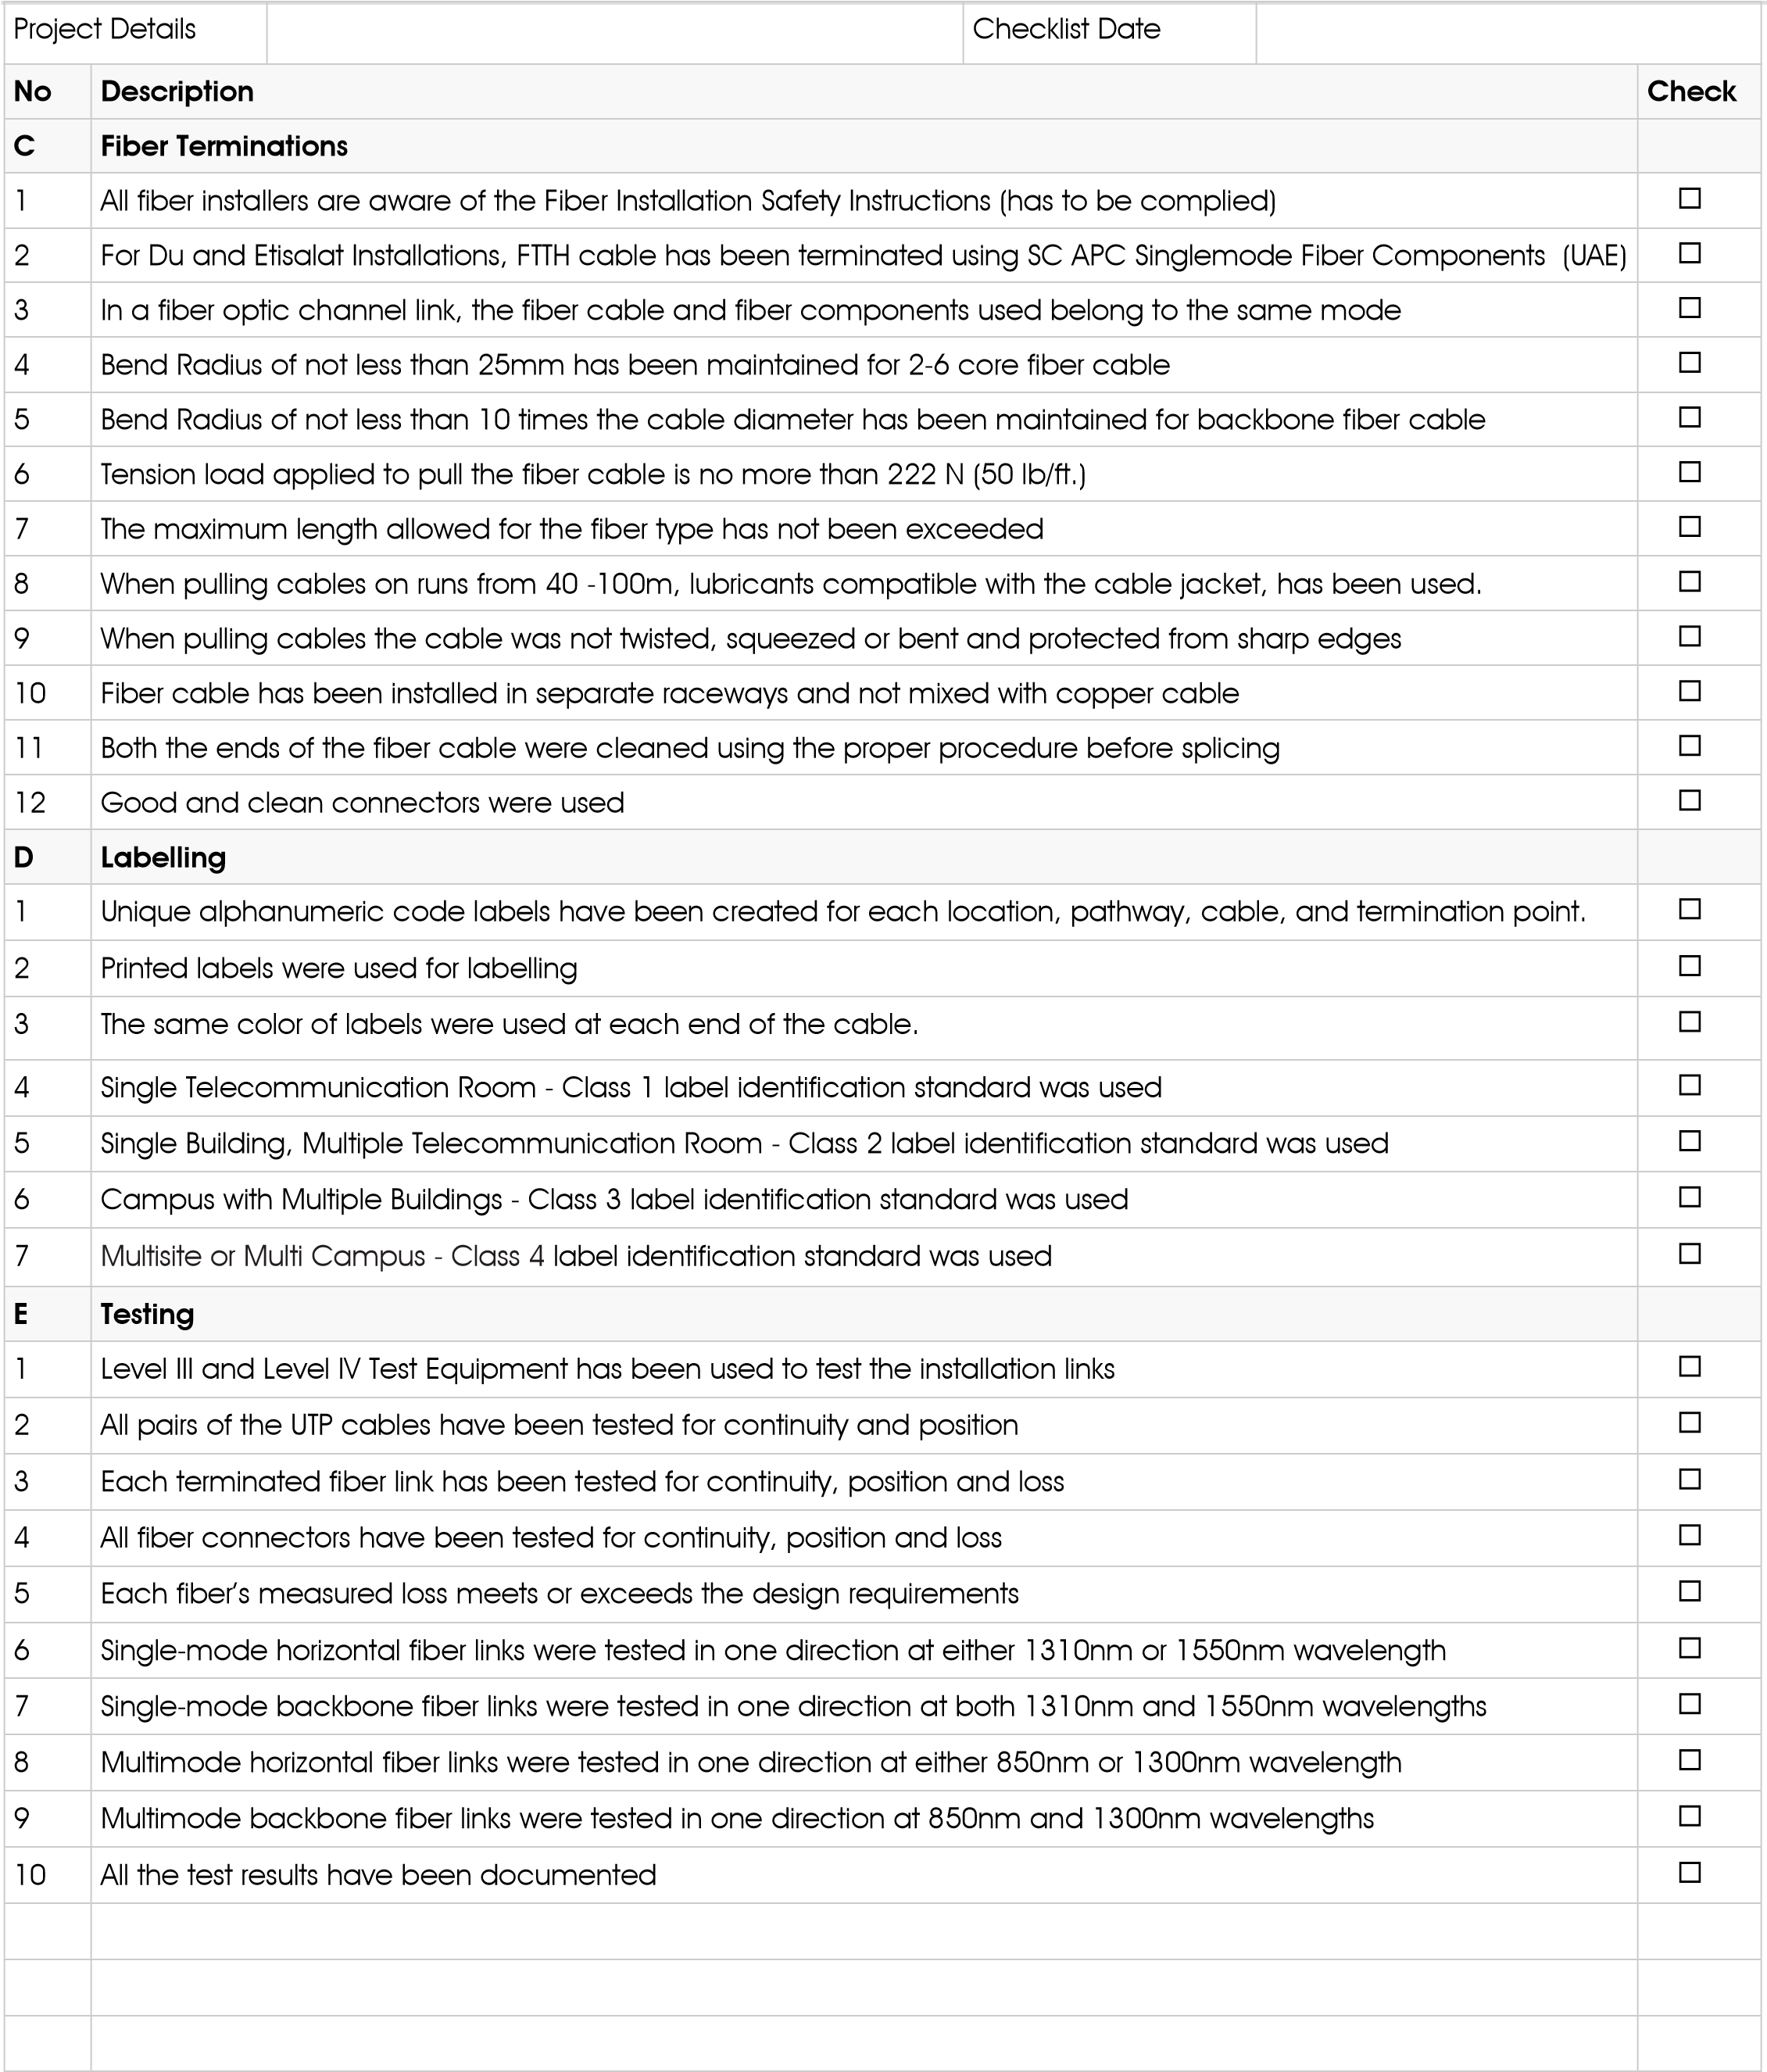 Project Details Checklist Date
No Description Check
C Fiber Terminations
1 All fiber installers are aware of the Fiber Installation Safety Instructions (has to be complied)
2 For Du and Etisalat Installations, FTTH cable has been terminated using SC APC Singlemode Fiber Components (UAE)
3 In a fiber optic channel link, the fiber cable and fiber components used belong to the same mode
4 Bend Radius of not less than 25mm has been maintained for 2-6 core fiber cable
5 Bend Radius of not less than 10 times the cable diameter has been maintained for backbone fiber cable
6 Tension load applied to pull the fiber cable is no more than 222 N (50 lb/ft.)
7 The maximum length allowed for the fiber type has not been exceeded
8 When pulling cables on runs from 40 -100m, lubricants compatible with the cable jacket, has been used.
9 When pulling cables the cable was not twisted, squeezed or bent and protected from sharp edges
10 Fiber cable has been installed in separate raceways and not mixed with copper cable
11 Both the ends of the fiber cable were cleaned using the proper procedure before splicing
12 Good and clean connectors were used
D Labelling
1 Unique alphanumeric code labels have been created for each location, pathway, cable, and termination point.
2 Printed labels were used for labelling
3 The same color of labels were used at each end of the cable.
4 Single Telecommunication Room - Class 1 label identification standard was used
5 Single Building, Multiple Telecommunication Room - Class 2 label identification standard was used
6 Campus with Multiple Buildings - Class 3 label identification standard was used
7 Multisite or Multi Campus - Class 4 label identification standard was used
E Testing
1 Level III and Level IV Test Equipment has been used to test the installation links
2 All pairs of the UTP cables have been tested for continuity and position
3 Each terminated fiber link has been tested for continuity, position and loss
4 All fiber connectors have been tested for continuity, position and loss
5 Each fiber's measured loss meets or exceeds the design requirements
6 Single-mode horizontal fiber links were tested in one direction at either 1310nm or 1550nm wavelength
7 Single-mode backbone fiber links were tested in one direction at both 1310nm and 1550nm wavelengths
8 Multimode horizontal fiber links were tested in one direction at either 850nm or 1300nm wavelength
9 Multimode backbone fiber links were tested in one direction at 850nm and 1300nm wavelengths
10 All the test results have been documented